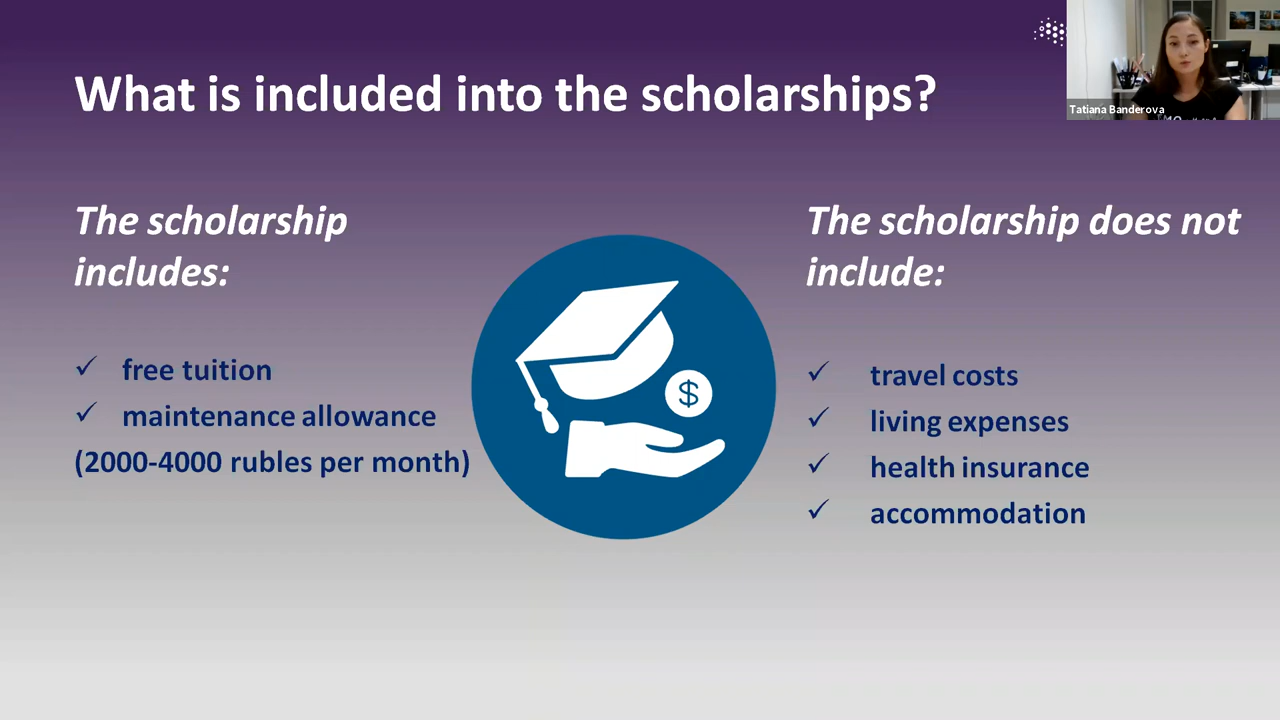 What is included into the scholarships?
Tatiana Banderova
The scholarship
includes:
✓ free tuition
✓ maintenance allowance
(2000-4000 rubles per month)
$
The scholarship does not
include:
✓ travel costs
✓ living expenses
✓ health insurance
✓ accommodation